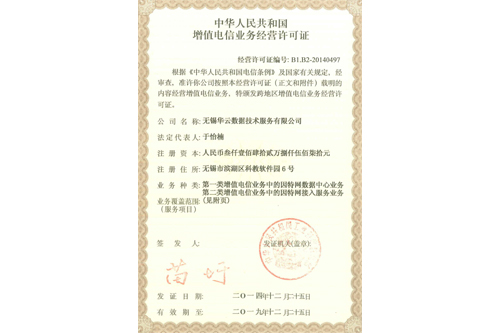 中华人民共和国
增值电信业务经营许可证
经营许可证编号: B1.B2-20140497
根据《中华人民共和国电信条例》及国家有关规定，经
审查，准许你公司按照本经营许可证（正文和附件）载明的
内容经营增值电信业务，特颁发跨地区增值电信业务经营许
可证。
公司名称: 无锡华云数据技术服务有限公司
法定代表人: 于怡楠
注册资本: 人民币叁仟壹佰肆拾贰万捌仟伍佰柒拾元
注册住所: 无锡市滨湖区科教软件园6号
业务种类: 第一类增值电信业务中的因特网数据中心业务
第二类增值电信业务中的因特网接入服务业务
业务覆盖范围: (见附页)
(服务项目)
签发人:
发证机关(盖章):
苗圩
发证日期: 二〇一四年十二月二十五日
有效期至: 二〇一九年十二月二十五日